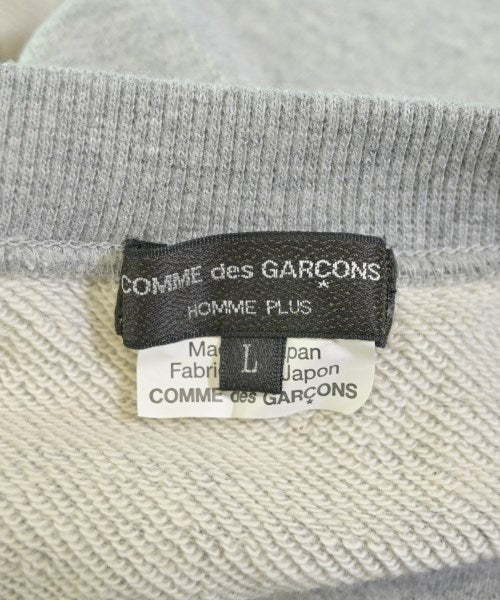 COMME des GARÇONS
HOMME PLUS
L
Japan
Japon
COMME des GARÇONS